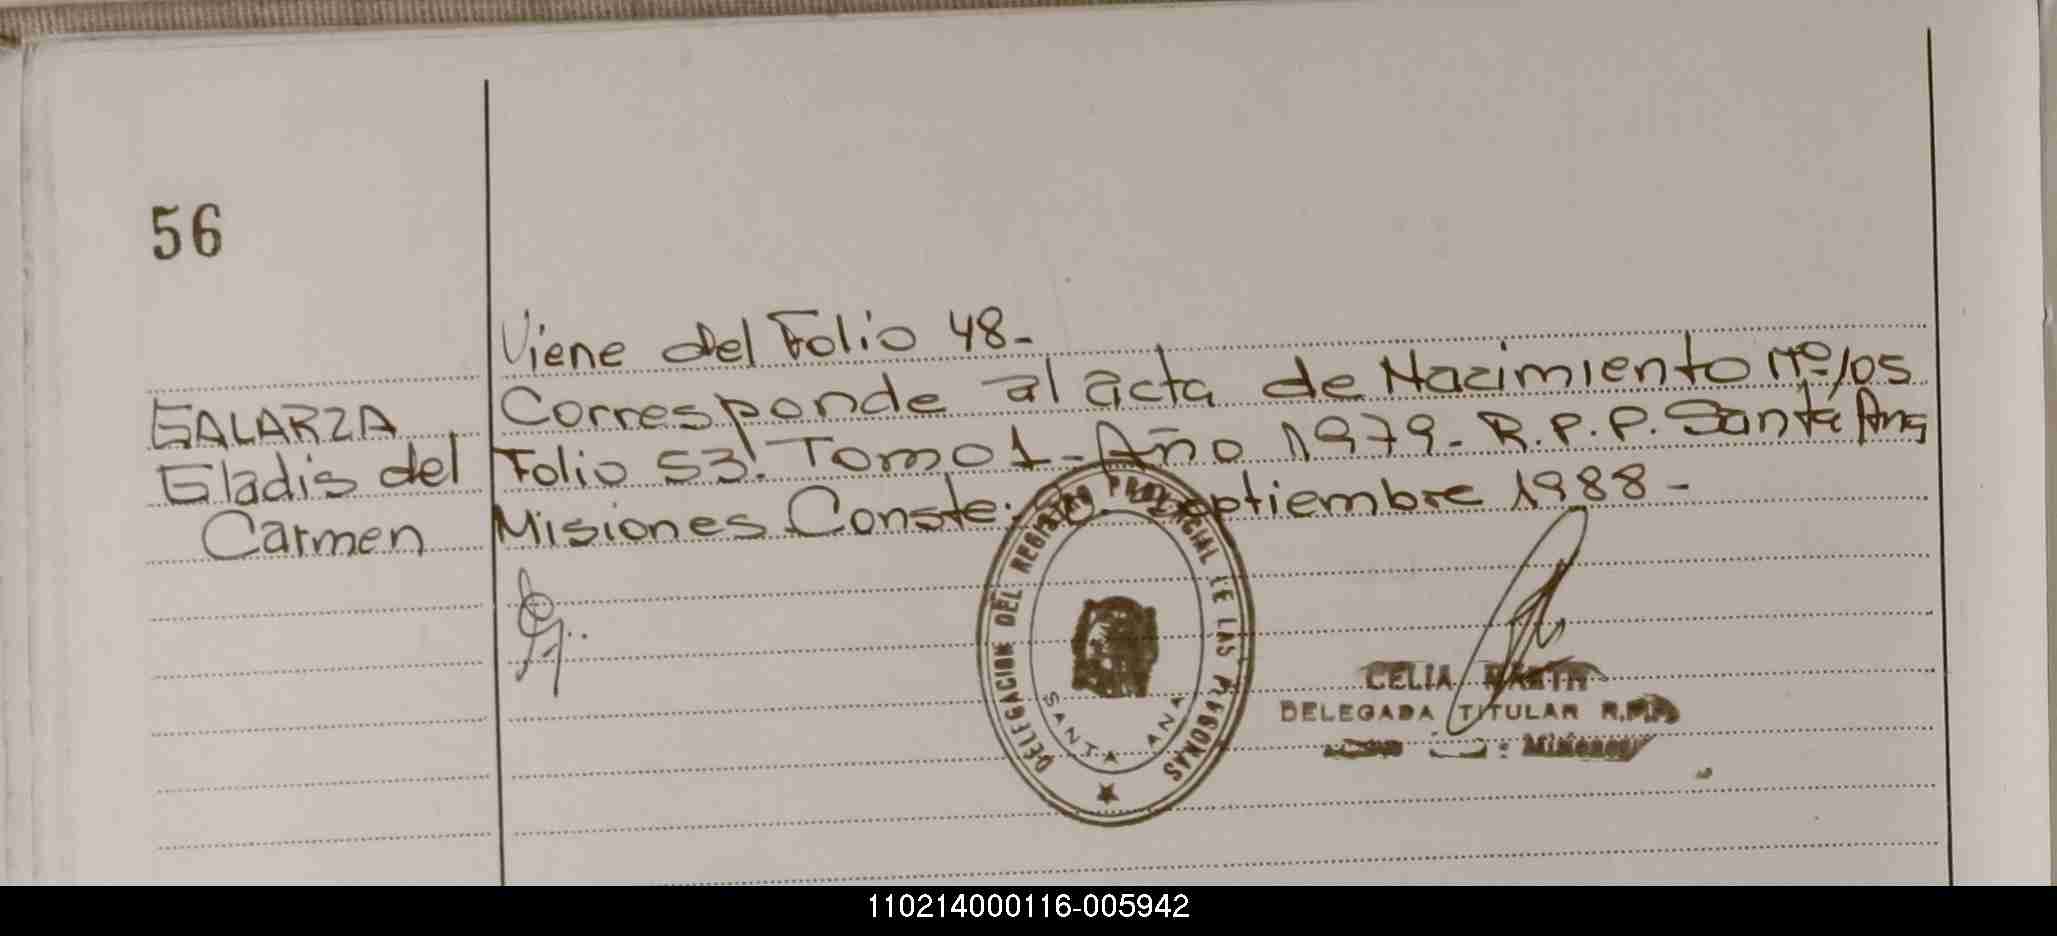 56
Viene del Folio 48-
Corresponde al acta de Nacimiento Nº 105
Folio 53. Tomo 1- Año 1979- R.P.P. Santa Ana
Misiones Conste. Septiembre 1988-
GALARZA
Gladis del
Carmen
DELEGACION DEL REGISTRO PROVINCIAL DE LAS PERSONAS
SANTA ANA
CELIA
DELEGADA TITULAR R.P.P.
Misiones
110214000116-005942